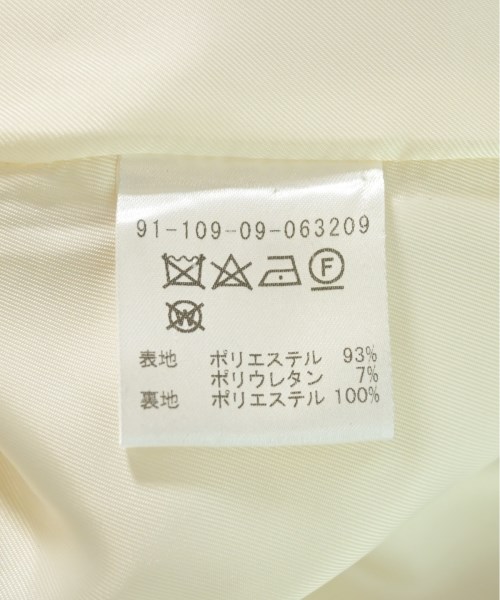 91-109-09-063209
F
W
表地 ポリエステル 93%
ポリウレタン 7%
裏地 ポリエステル 100%